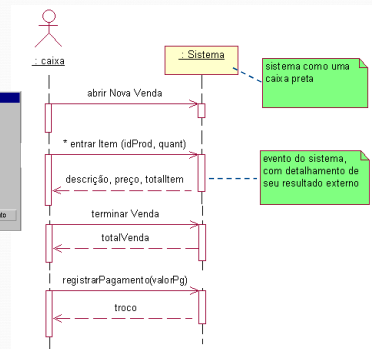 : caixa
: Sistema
sistema como uma
caixa preta
abrir Nova Venda
* entrar Item (idProd, quant)
descrição, preço, totalItem
evento do sistema,
com detalhamento de
seu resultado externo
terminar Venda
totalVenda
registrarPagamento(valorPg)
troco